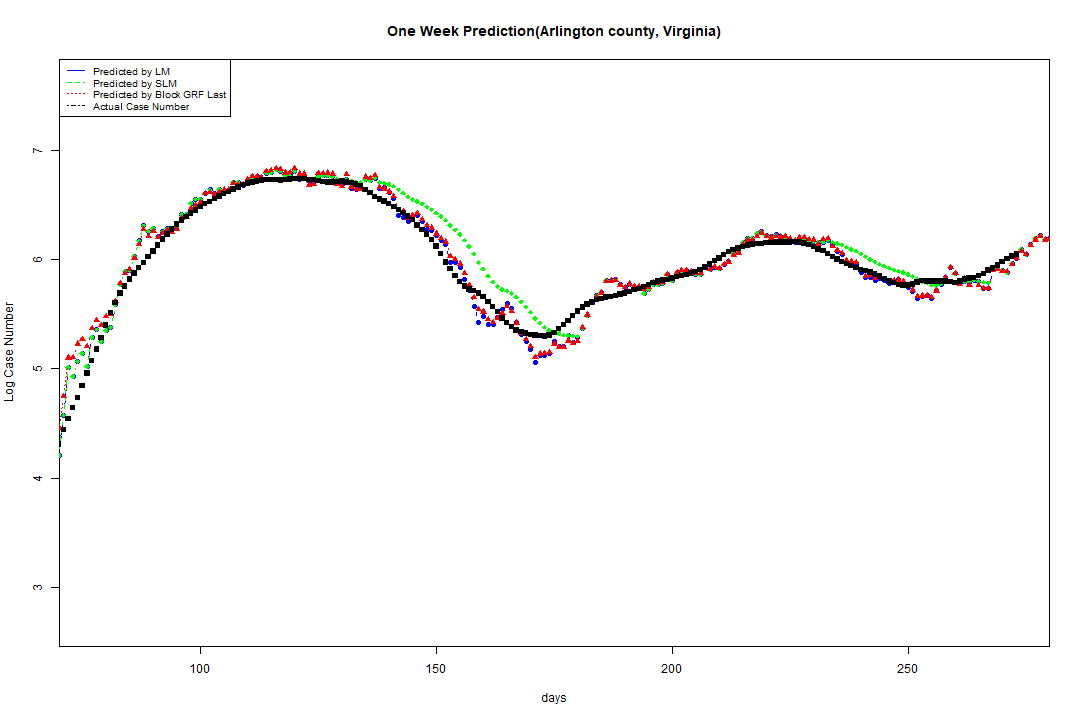 One Week Prediction(Arlington county, Virginia)
Predicted by LM
Predicted by SLM
Predicted by Block GRF Last
Actual Case Number
7
6
5
4
3
Log Case Number
100 150 200 250
days